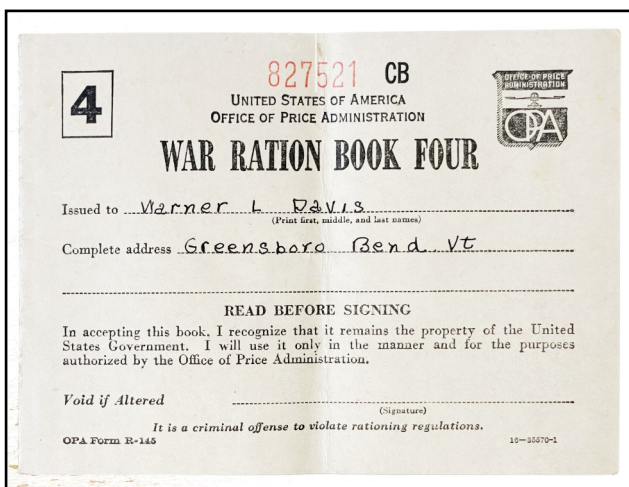 4
827521 CB
UNITED STATES OF AMERICA
OFFICE OF PRICE ADMINISTRATION
OFFICE OF PRICE
ADMINISTRATION
OPA
WAR RATION BOOK FOUR
Issued to Warner L Davis
(Print first, middle, and last names)
Complete address Greensboro Bend, Vt
READ BEFORE SIGNING
In accepting this book, I recognize that it remains the property of the United
States Government. I will use it only in the manner and for the purposes
authorized by the Office of Price Administration.
Void if Altered
(Signature)
It is a criminal offense to violate rationing regulations.
OPA Form R-145
16—35570-1